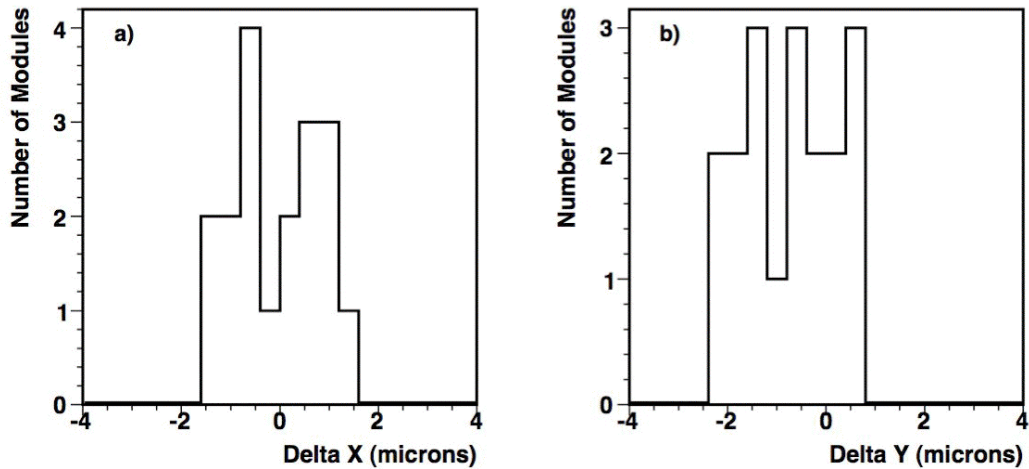 a)
Number of Modules
4
3
2
1
0
-4 -2 0 2 4
Delta X (microns)
b)
Number of Modules
3
2
1
0
-4 -2 0 2 4
Delta Y (microns)